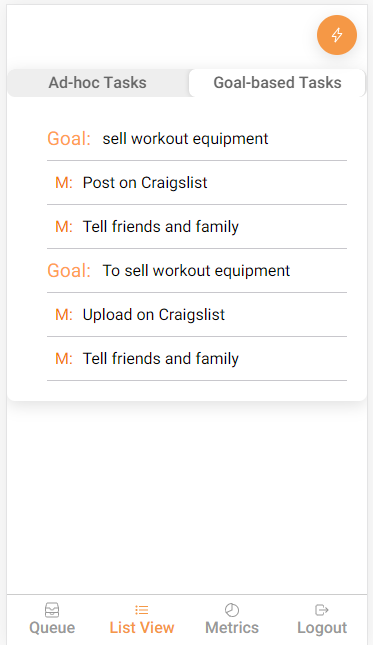 Ad-hoc Tasks Goal-based Tasks
Goal: sell workout equipment
M: Post on Craigslist
M: Tell friends and family
Goal: To sell workout equipment
M: Upload on Craigslist
M: Tell friends and family
Queue List View Metrics Logout